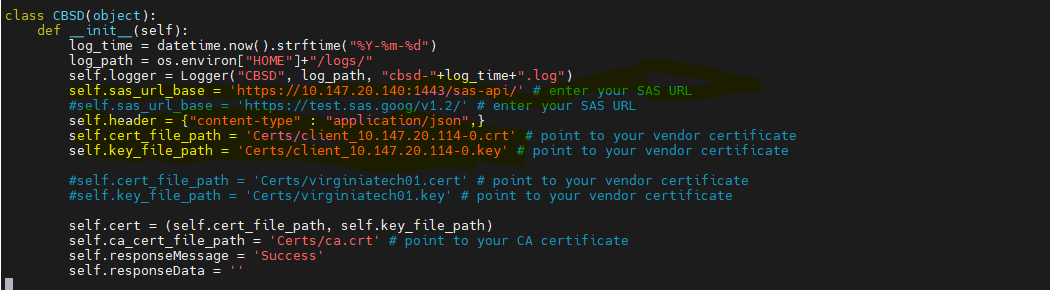 class CBSD(object):
    def __init__(self):
        log_time = datetime.now().strftime("%Y-%m-%d")
        log_path = os.environ["HOME"]+"/logs/"
        self.logger = Logger("CBSD", log_path, "cbsd-"+log_time+".log")
        self.sas_url_base = 'https://10.147.20.140:1443/sas-api/' # enter your SAS URL
        #self.sas_url_base = 'https://test.sas.goog/v1.2/' # enter your SAS URL
        self.header = {"content-type" : "application/json",}
        self.cert_file_path = 'Certs/client_10.147.20.114-0.crt' # point to your vendor certificate
        self.key_file_path = 'Certs/client_10.147.20.114-0.key' # point to your vendor certificate
        #self.cert_file_path = 'Certs/virginiatech01.cert' # point to your vendor certificate
        #self.key_file_path = 'Certs/virginiatech01.key' # point to your vendor certificate
        self.cert = (self.cert_file_path, self.key_file_path)
        self.ca_cert_file_path = 'Certs/ca.crt' # point to your CA certificate
        self.responseMessage = 'Success'
        self.responseData = ''